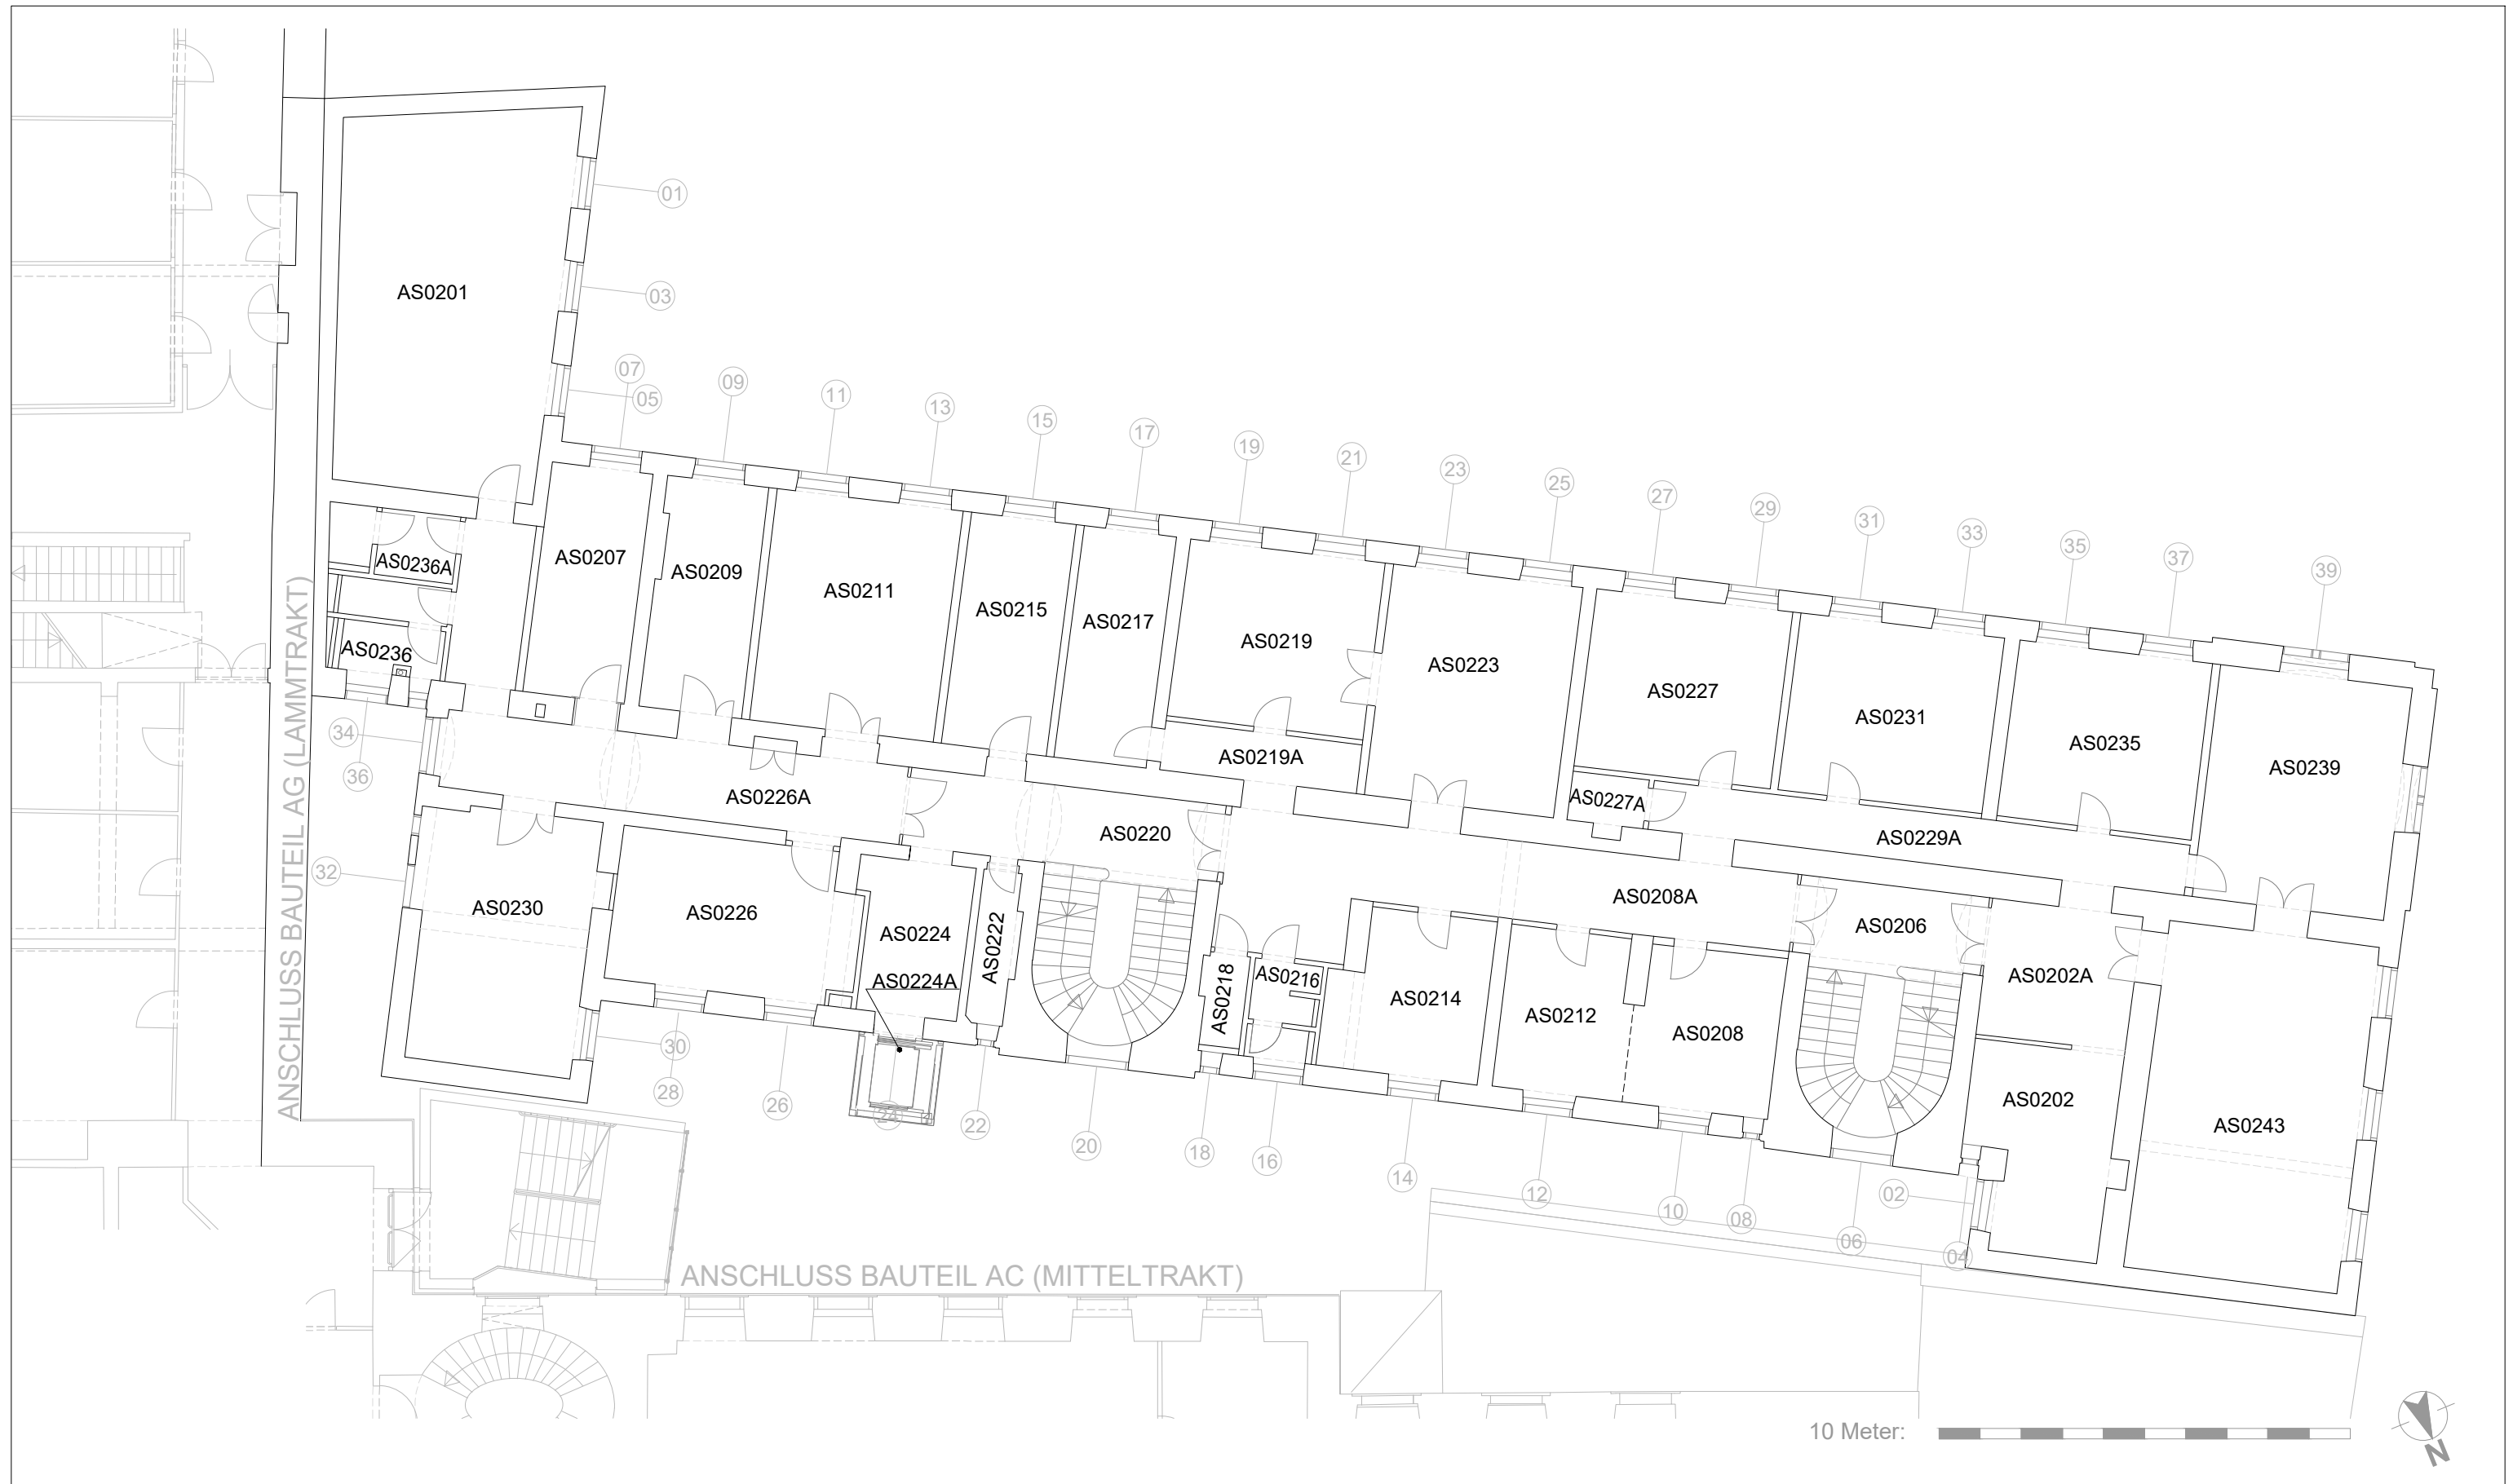 01
AS0201
03
07
05
09
11
13
15
17
19
21
23
25
27
29
31
33
35
37
39
AS0236A
AS0207
AS0209
AS0211
AS0215
AS0217
AS0219
AS0223
AS0227
AS0231
AS0235
AS0239
AS0236
34
36
AS0226A
AS0219A
AS0227A
AS0220
AS0229A
32
AS0230
AS0226
AS0224
AS0224A
AS0222
AS0218
AS0216
AS0214
AS0208A
AS0212
AS0208
AS0206
AS0202A
AS0202
AS0243
ANSCHLUSS BAUTEIL AG (LAMMTRAKT)
30
28
26
24
22
20
18
16
14
12
10
08
06
02
04
ANSCHLUSS BAUTEIL AC (MITTELTRAKT)
10 Meter:
N